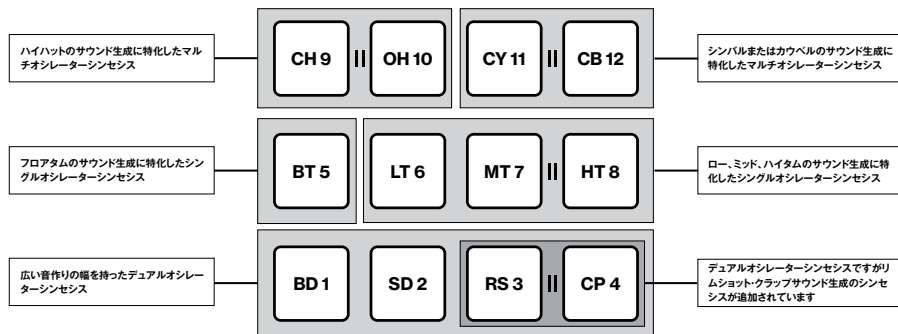 ハイハットのサウンド生成に特化したマル
チオシレーターシンセシス
CH 9
OH 10
CY 11
CB 12
シンバルまたはカウベルのサウンド生成に
特化したマルチオシレーターシンセシス
フロアタムのサウンド生成に特化したシン
グルオシレーターシンセシス
BT 5
LT 6
MT 7
HT 8
ロー、ミッド、ハイタムのサウンド生成に特
化したシングルオシレーターシンセシス
広い音作りの幅を持ったデュアルオシレー
ターシンセシス
BD 1
SD 2
RS 3
CP 4
デュアルオシレーターシンセシスですがリ
ムショット・クラップサウンド生成のシンセ
シスが追加されています